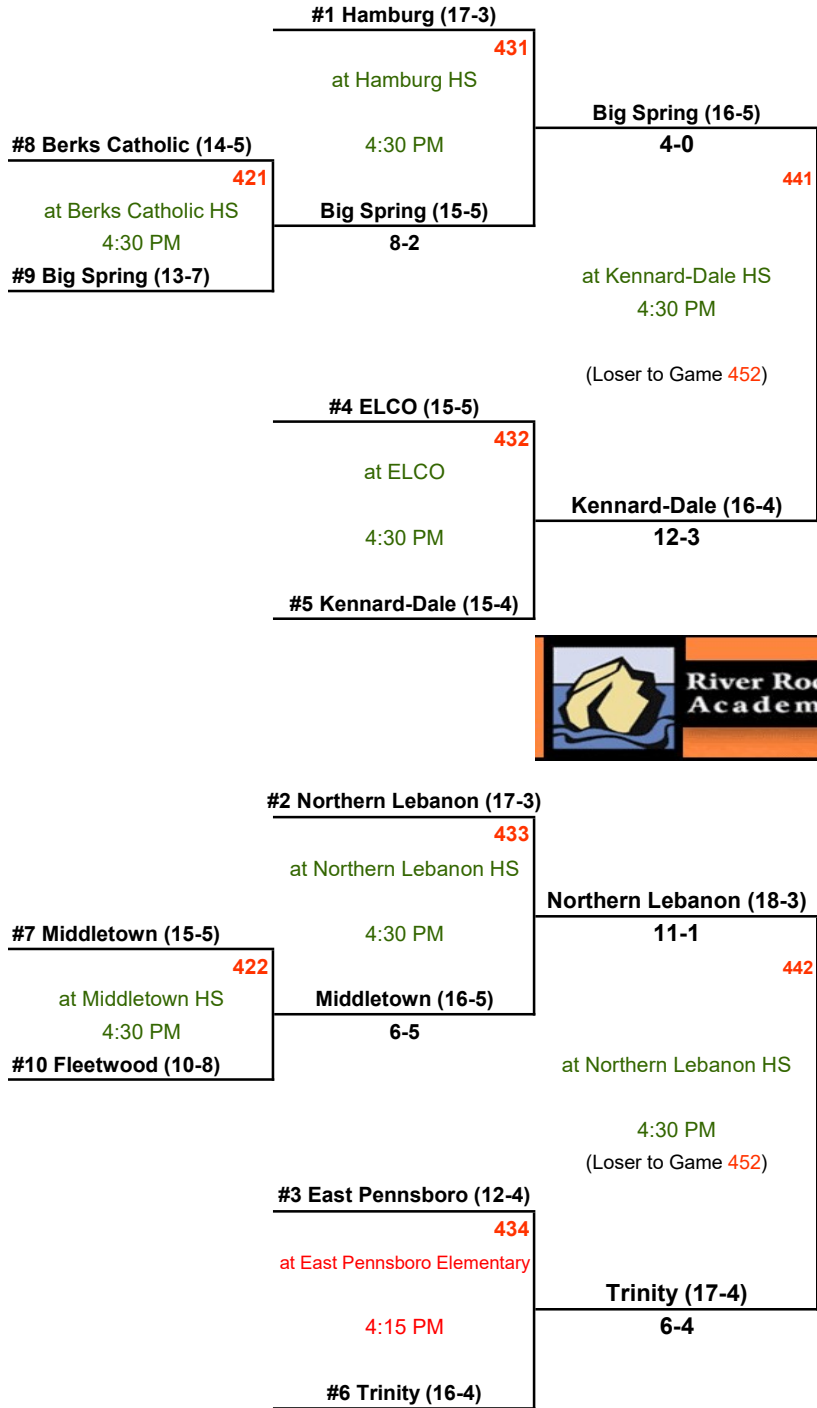 #1 Hamburg (17-3)
431
at Hamburg HS
Big Spring (16-5)
#8 Berks Catholic (14-5)
4:30 PM
4-0
421
441
at Berks Catholic HS
Big Spring (15-5)
4:30 PM
8-2
#9 Big Spring (13-7)
at Kennard-Dale HS
4:30 PM
(Loser to Game 452)
#4 ELCO (15-5)
432
at ELCO
Kennard-Dale (16-4)
4:30 PM
12-3
#5 Kennard-Dale (15-4)
River
#2 Northern Lebanon (17-3)
433
at Northern Lebanon HS
Northern Lebanon (18-3)
#7 Middletown (15-5)
4:30 PM
11-1
422
442
at Middletown HS
Middletown (16-5)
4:30 PM
6-5
#10 Fleetwood (10-8)
at Northern Lebanon HS
4:30 PM
(Loser to Game 452)
#3 East Pennsboro (12-4)
434
at East Pennsboro Elementary
Trinity (17-4)
4:15 PM
6-4
#6 Trinity (16-4)